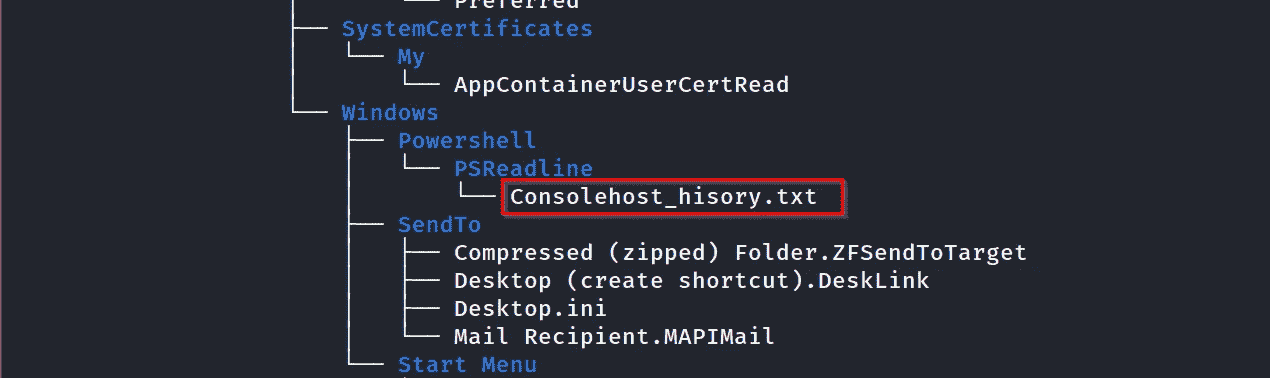 Preferred
SystemCertificates
My
AppContainerUserCertRead
Windows
Powershell
PSReadline
Consolehost_hisory.txt
SendTo
Compressed (zipped) Folder.ZFSendToTarget
Desktop (create shortcut).DeskLink
Desktop.ini
Mail Recipient.MAPIMail
Start Menu